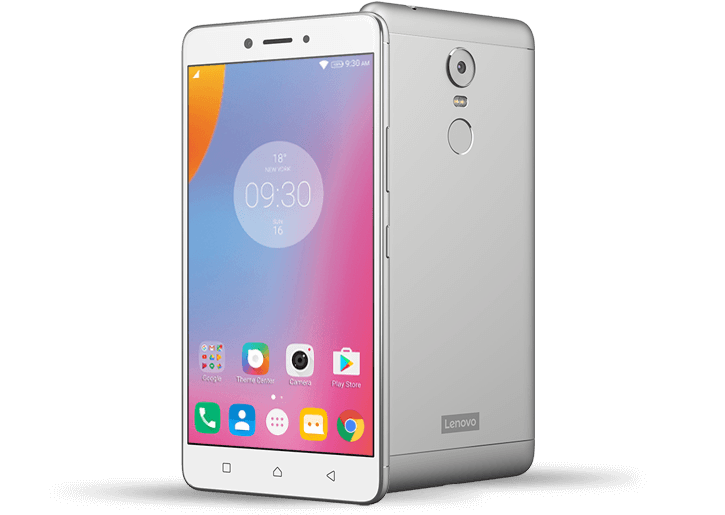 9:30 AM
18°
NEW YORK
09:30
SUN
16
Google
Theme Center
Camera
Play Store
Lenovo